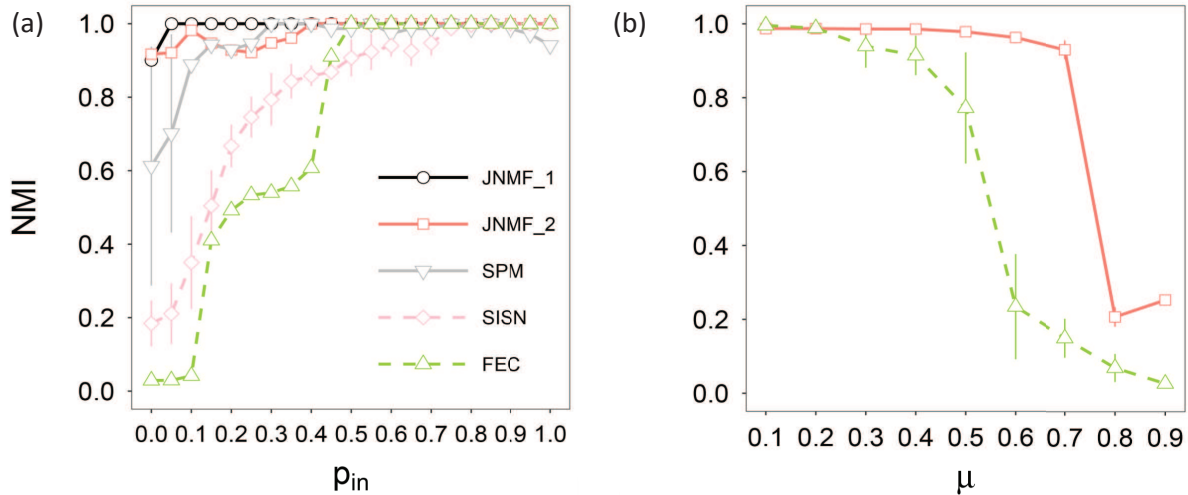 (a)
NMI
1.0
0.8
0.6
0.4
0.2
0.0
JNMF_1
JNMF_2
SPM
SISN
FEC
0.0 0.1 0.2 0.3 0.4 0.5 0.6 0.7 0.8 0.9 1.0
pin
(b)
1.0
0.8
0.6
0.4
0.2
0.0
0.1 0.2 0.3 0.4 0.5 0.6 0.7 0.8 0.9
μ